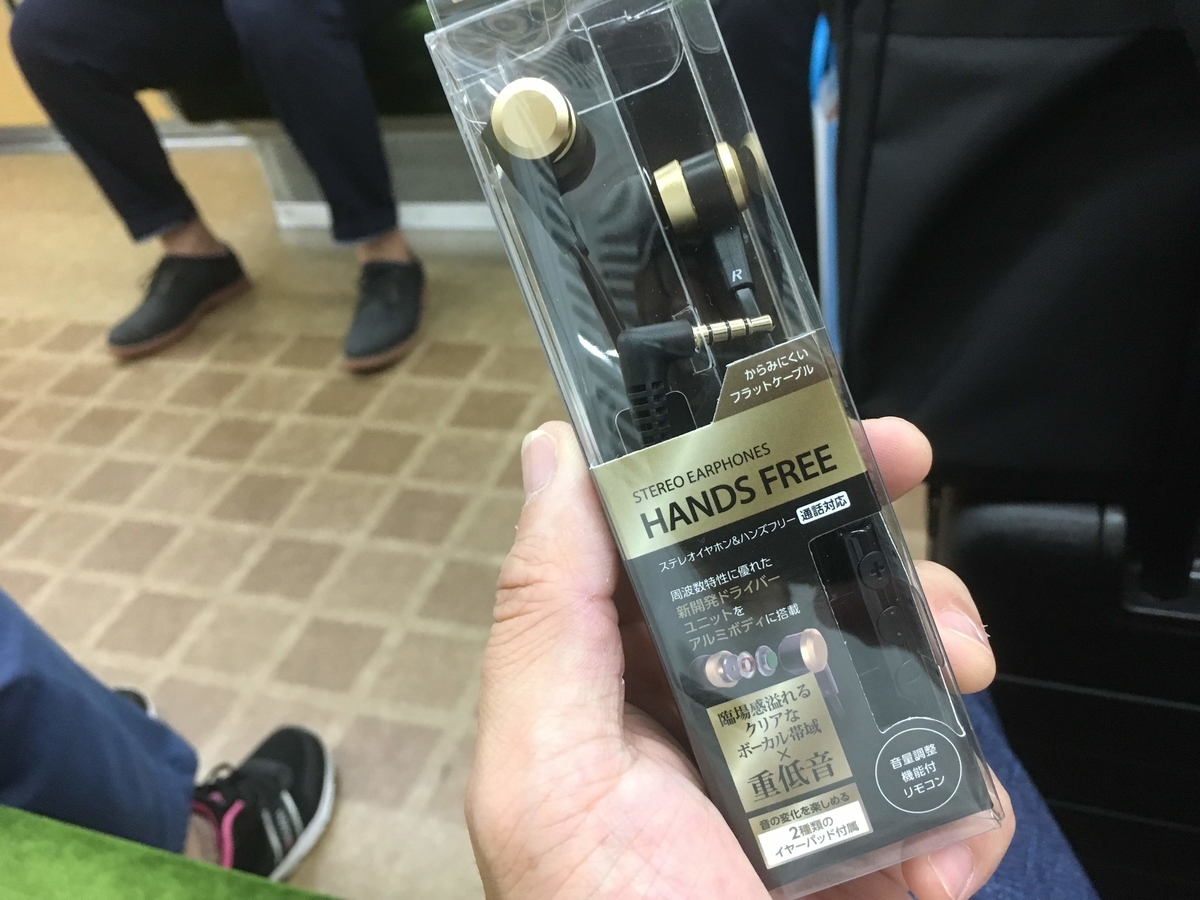 R
からみにくい
フラットケーブル
STEREO EARPHONES
HANDS FREE
ステレオイヤホン&ハンズフリー 通話対応
周波数特性に優れた
新開発ドライバー
ユニットを
アルミボディに搭載
臨場感溢れる
クリアな
ボーカル帯域
×
重低音
音の変化を楽しめる
2種類の
イヤーパッド付属
音量調整
機能付
リモコン